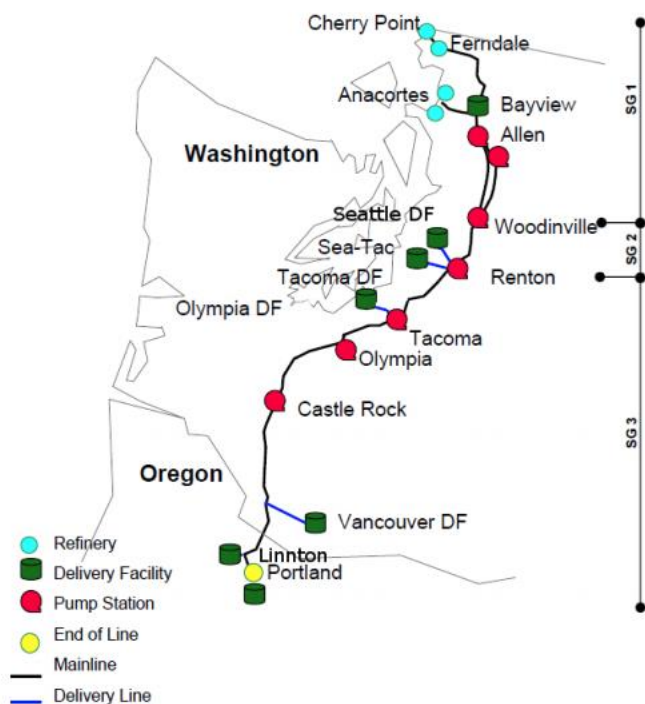 Cherry Point
Ferndale
Anacortes
Bayview
Allen
Washington
Woodinville
Seattle DF
Sea-Tac
Renton
Tacoma DF
Olympia DF
Tacoma
Olympia
Castle Rock
Oregon
Vancouver DF
Linnton
Portland
SG 1
SG 2
SG 3
Refinery
Delivery Facility
Pump Station
End of Line
Mainline
Delivery Line